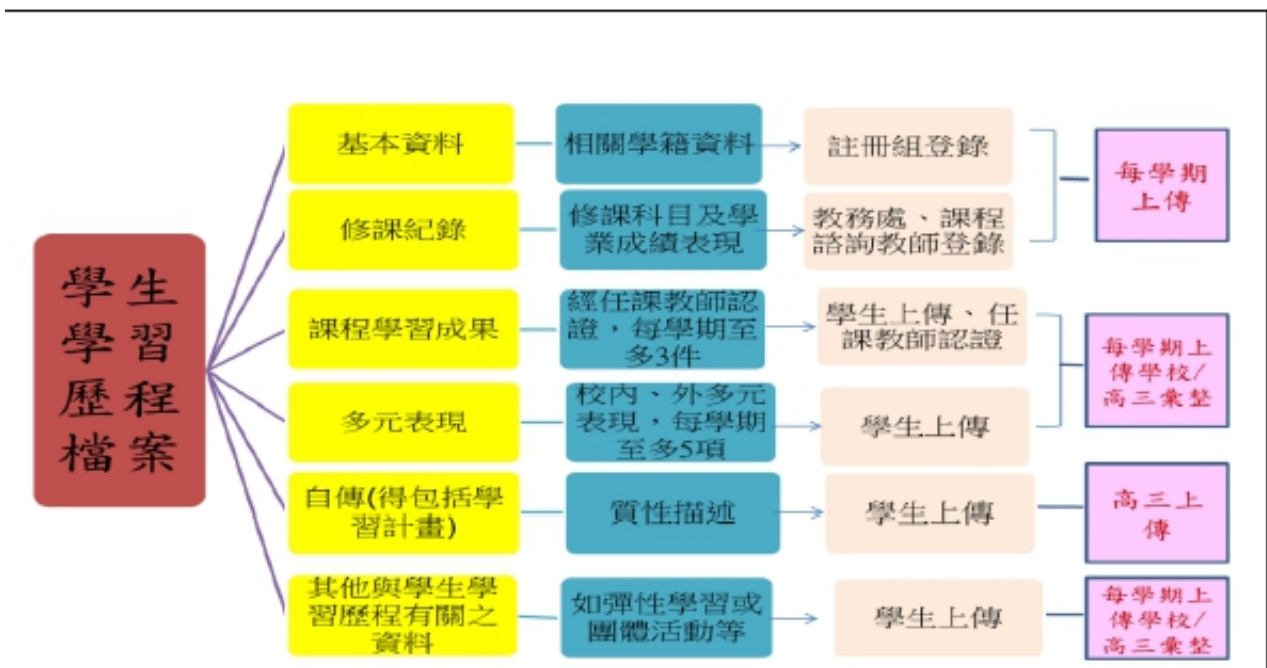 學生
學習
歷程
檔案
基本資料
相關學籍資料
註冊組登錄
修課紀錄
修課科目及學
業成績表現
教務處、課程
諮詢教師登錄
每學期
上傳
課程學習成果
經任課教師認
證，每學期至
多3件
學生上傳、任
課教師認證
多元表現
校內、外多元
表現，每學期
至多5項
學生上傳
每學期上
傳學校/
高三彙整
自傳(得包括學
習計畫)
質性描述
學生上傳
高三上
傳
其他與學生學
習歷程有關之
資料
如彈性學習或
團體活動等
學生上傳
每學期上
傳學校/
高三彙整